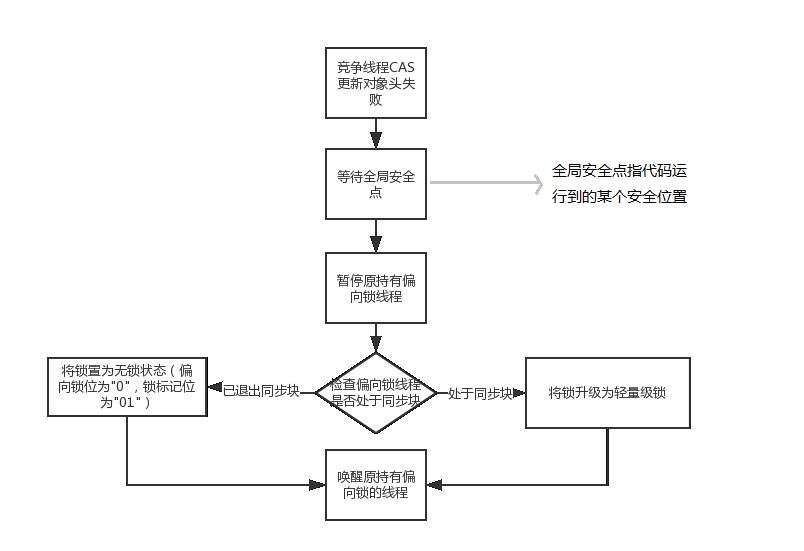 竞争线程CAS
更新对象头失
败
等待全局安全
点
全局安全点指代码运
行到的某个安全位置
暂停原持有偏
向锁线程
将锁置为无锁状态（偏
向锁位为"0"，锁标记位
为"01"）
已退出同步块
检查偏向锁线程
是否处于同步块
处于同步块
将锁升级为轻量级锁
唤醒原持有偏
向锁的线程